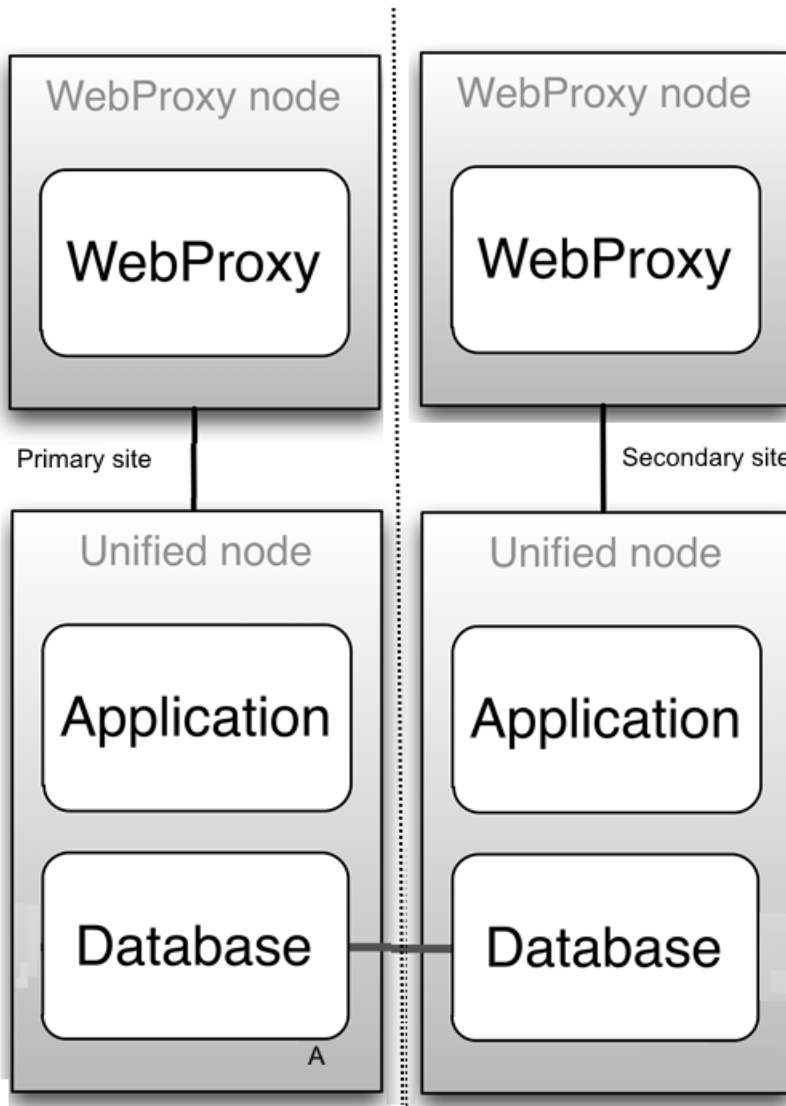 WebProxy node
WebProxy
Primary site
Unified node
Application
Database
A
WebProxy node
WebProxy
Secondary site
Unified node
Application
Database